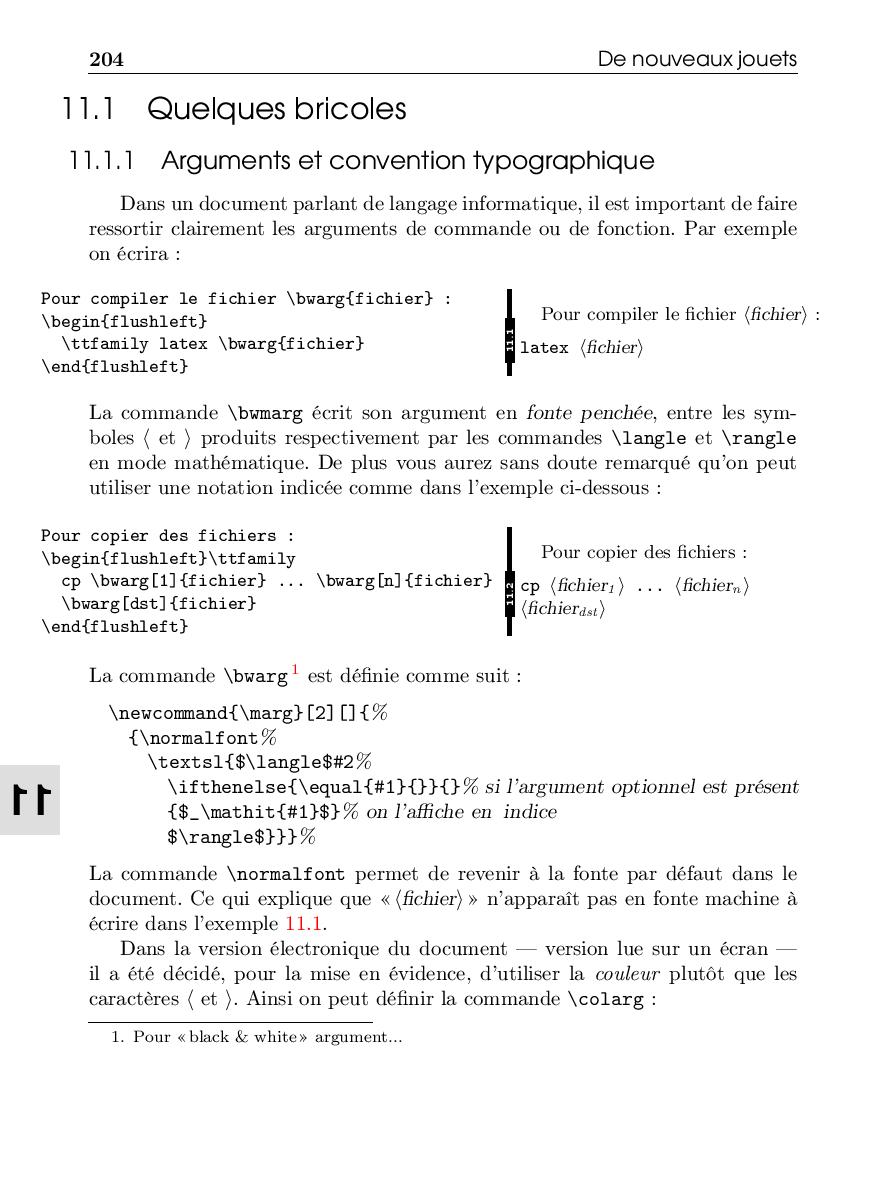 204 De nouveaux jouets
11.1 Quelques bricoles
11.1.1 Arguments et convention typographique
Dans un document parlant de langage informatique, il est important de faire
ressortir clairement les arguments de commande ou de fonction. Par exemple
on écrira :
Pour compiler le fichier \bwarg{fichier} :
\begin{flushleft}
  \ttfamily latex \bwarg{fichier}
\end{flushleft}
11.1
Pour compiler le fichier ⟨fichier⟩ :
latex ⟨fichier⟩
La commande \bwmarg écrit son argument en fonte penchée, entre les sym-
boles ⟨ et ⟩ produits respectivement par les commandes \langle et \rangle
en mode mathématique. De plus vous aurez sans doute remarqué qu'on peut
utiliser une notation indicée comme dans l'exemple ci-dessous :
Pour copier des fichiers :
\begin{flushleft}\ttfamily
  cp \bwarg[1]{fichier} ... \bwarg[n]{fichier}
  \bwarg[dst]{fichier}
\end{flushleft}
11.2
Pour copier des fichiers :
cp ⟨fichier₁⟩ ... ⟨fichierₙ⟩
⟨fichier_dst⟩
La commande \bwarg¹ est définie comme suit :
\newcommand{\marg}[2][]{%
  {\normalfont%
    \textsl{$\langle$#2%
      \ifthenelse{\equal{#1}{}}{}% si l'argument optionnel est présent
      {$_\mathit{#1}$}% on l'affiche en indice
      $\rangle$}}}%
11
La commande \normalfont permet de revenir à la fonte par défaut dans le
document. Ce qui explique que « ⟨fichier⟩ » n'apparaît pas en fonte machine à
écrire dans l'exemple 11.1.
Dans la version électronique du document — version lue sur un écran —
il a été décidé, pour la mise en évidence, d'utiliser la couleur plutôt que les
caractères ⟨ et ⟩. Ainsi on peut définir la commande \colarg :
1. Pour « black & white » argument...